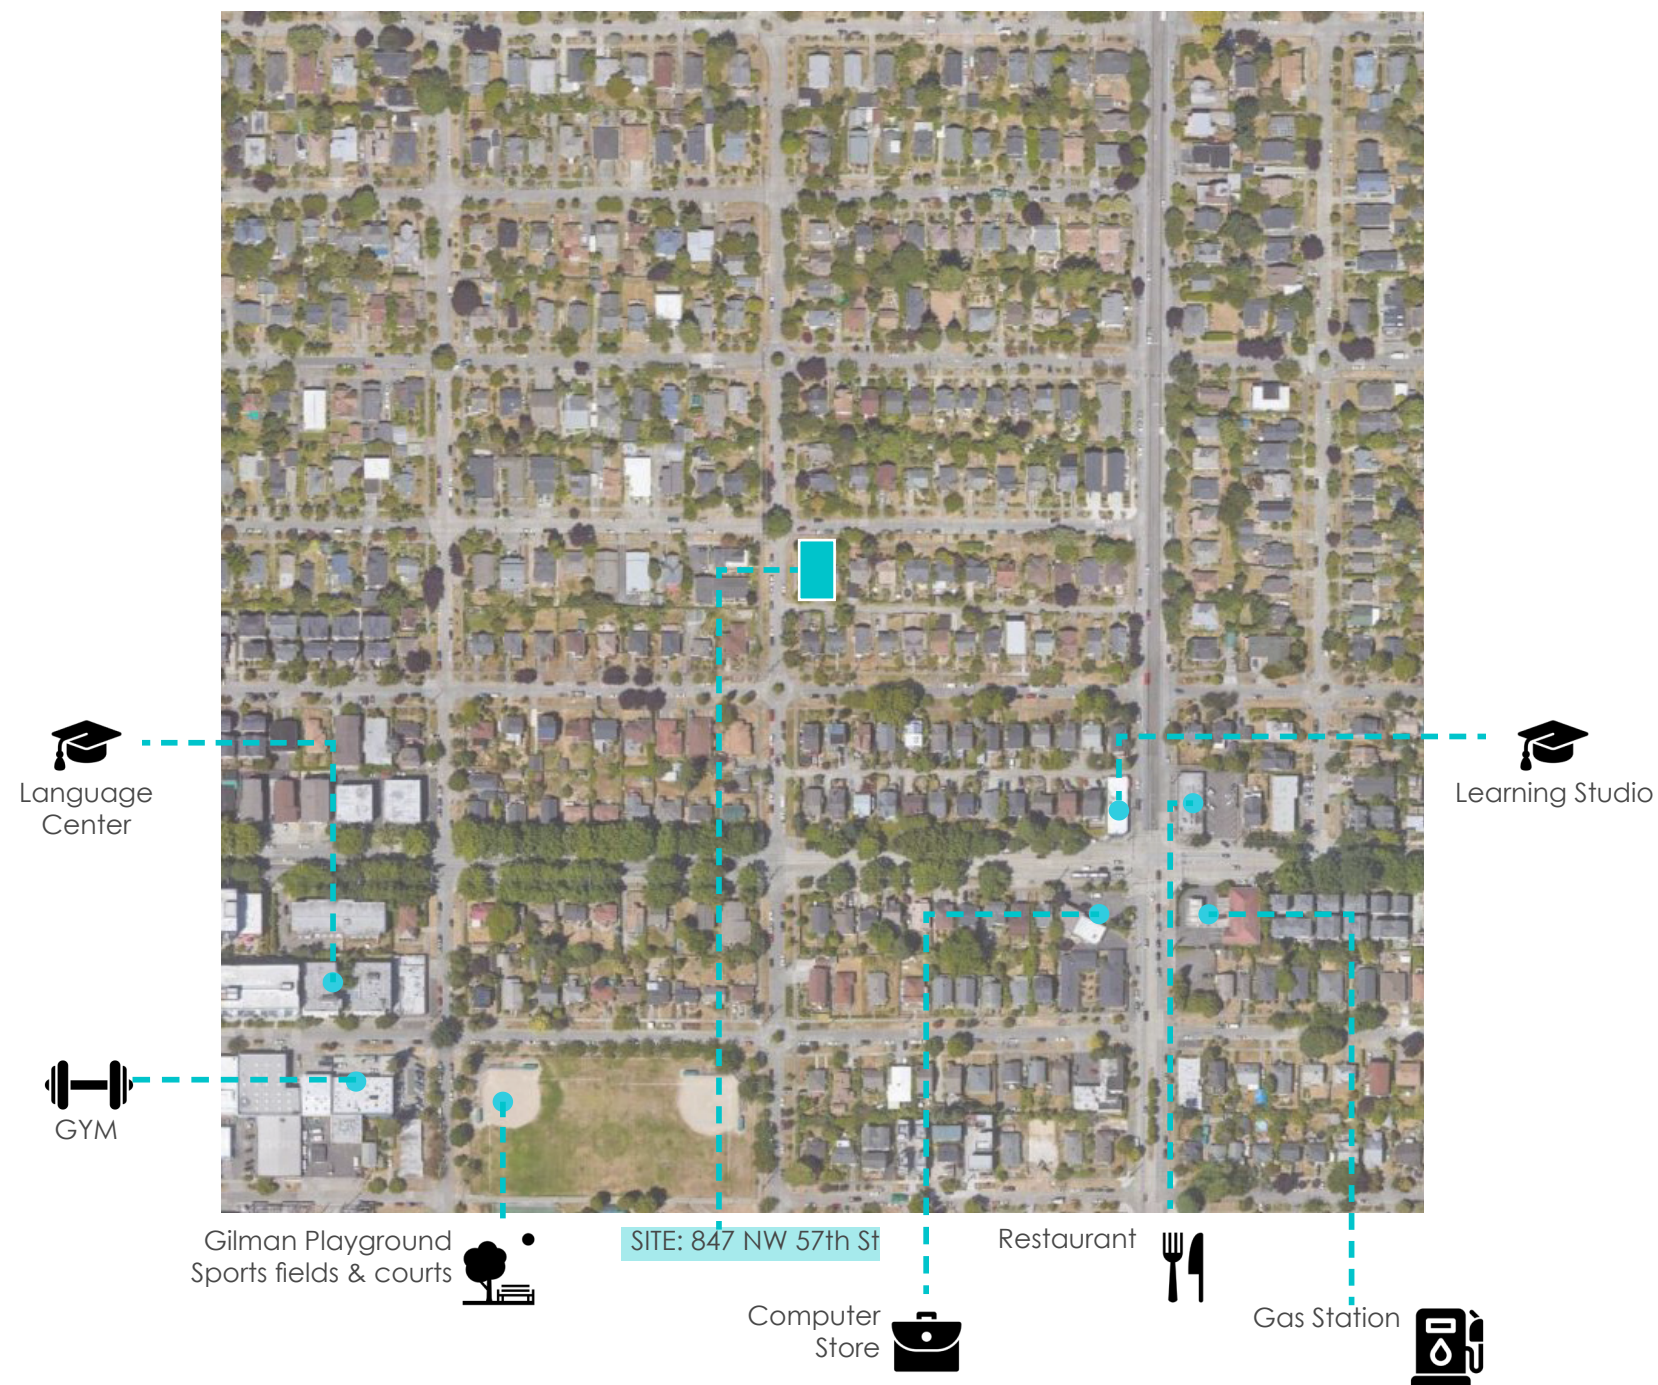 Language
Center
Learning Studio
GYM
Gilman Playground
Sports fields & courts
SITE: 847 NW 57th St
Restaurant
Computer
Store
Gas Station